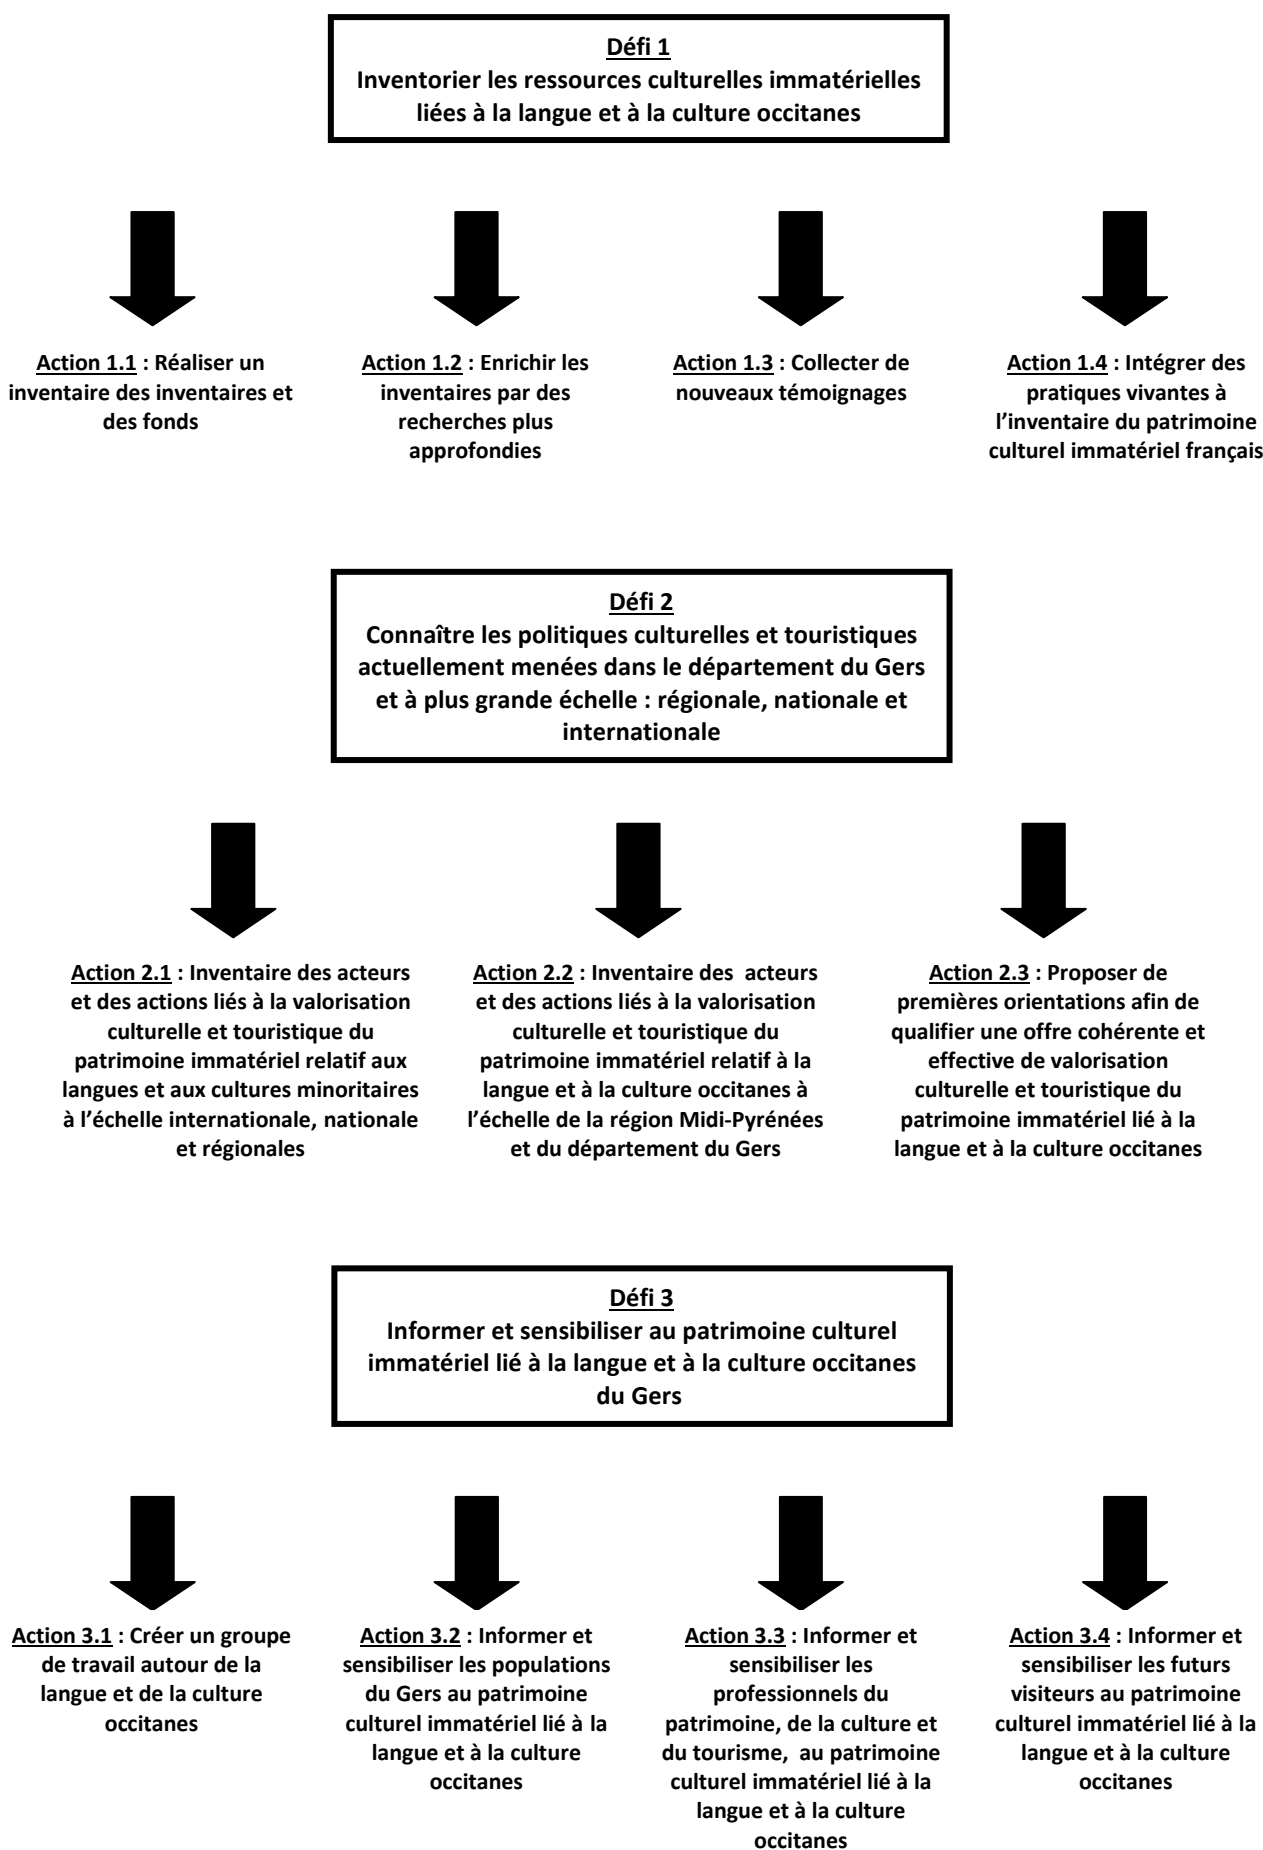 Défi 1
Inventorier les ressources culturelles immatérielles
liées à la langue et à la culture occitanes
Action 1.1 : Réaliser un
inventaire des inventaires et
des fonds
Action 1.2 : Enrichir les
inventaires par des
recherches plus
approfondies
Action 1.3 : Collecter de
nouveaux témoignages
Action 1.4 : Intégrer des
pratiques vivantes à
l’inventaire du patrimoine
culturel immatériel français
Défi 2
Connaître les politiques culturelles et touristiques
actuellement menées dans le département du Gers
et à plus grande échelle : régionale, nationale et
internationale
Action 2.1 : Inventaire des acteurs
et des actions liés à la valorisation
culturelle et touristique du
patrimoine immatériel relatif aux
langues et aux cultures minoritaires
à l’échelle internationale, nationale
et régionales
Action 2.2 : Inventaire des  acteurs
et des actions liés à la valorisation
culturelle et touristique du
patrimoine immatériel relatif à la
langue et à la culture occitanes à
l’échelle de la région Midi-Pyrénées
et du département du Gers
Action 2.3 : Proposer de
premières orientations afin de
qualifier une offre cohérente et
effective de valorisation
culturelle et touristique du
patrimoine immatériel lié à la
langue et à la culture occitanes
Défi 3
Informer et sensibiliser au patrimoine culturel
immatériel lié à la langue et à la culture occitanes
du Gers
Action 3.1 : Créer un groupe
de travail autour de la
langue et de la culture
occitanes
Action 3.2 : Informer et
sensibiliser les populations
du Gers au patrimoine
culturel immatériel lié à la
langue et à la culture
occitanes
Action 3.3 : Informer et
sensibiliser les
professionnels du
patrimoine, de la culture et
du tourisme,  au patrimoine
culturel immatériel lié à la
langue et à la culture
occitanes
Action 3.4 : Informer et
sensibiliser les futurs
visiteurs au patrimoine
culturel immatériel lié à la
langue et à la culture
occitanes